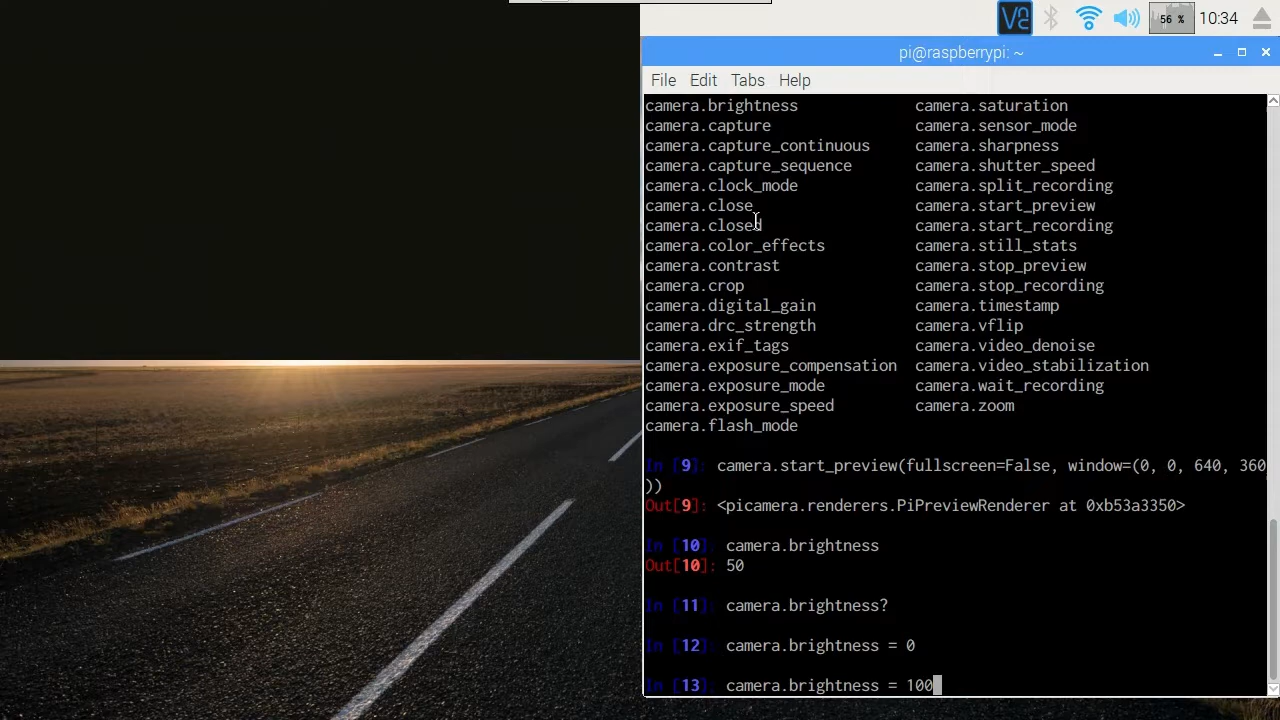 56 %
10:34
pi@raspberrypi: ~
File Edit Tabs Help
camera.brightness camera.saturation
camera.capture camera.sensor_mode
camera.capture_continuous camera.sharpness
camera.capture_sequence camera.shutter_speed
camera.clock_mode camera.split_recording
camera.close camera.start_preview
camera.closed camera.start_recording
camera.color_effects camera.still_stats
camera.contrast camera.stop_preview
camera.crop camera.stop_recording
camera.digital_gain camera.timestamp
camera.drc_strength camera.vflip
camera.exif_tags camera.video_denoise
camera.exposure_compensation camera.video_stabilization
camera.exposure_mode camera.wait_recording
camera.exposure_speed camera.zoom
camera.flash_mode
In [9]: camera.start_preview(fullscreen=False, window=(0, 0, 640, 360
))
Out[9]: <picamera.renderers.PiPreviewRenderer at 0xb53a3350>
In [10]: camera.brightness
Out[10]: 50
In [11]: camera.brightness?
In [12]: camera.brightness = 0
In [13]: camera.brightness = 100